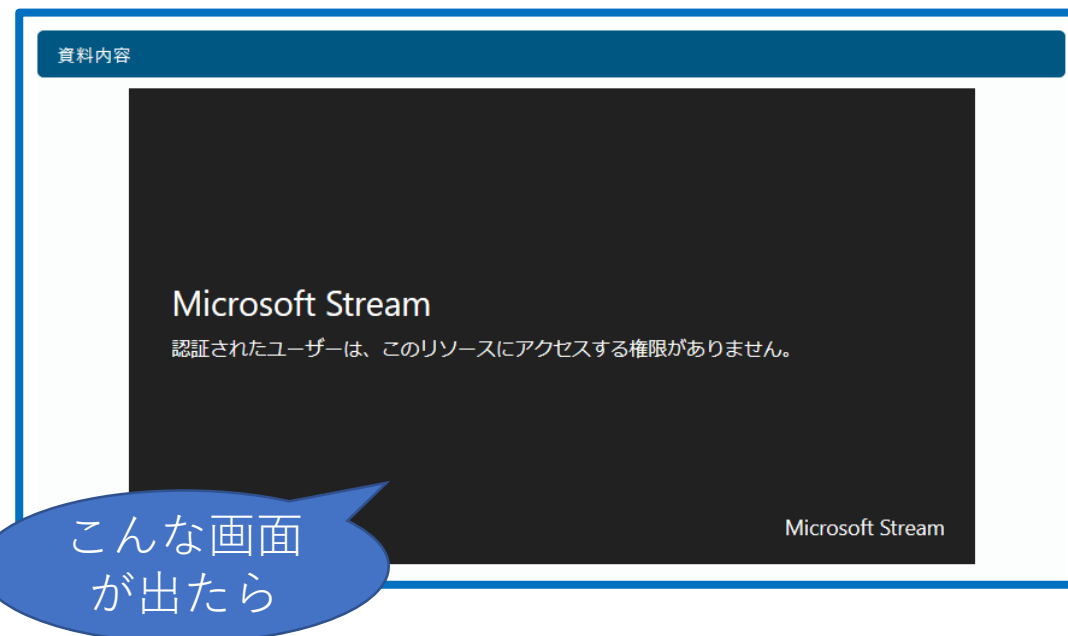 資料内容
Microsoft Stream
認証されたユーザーは、このリソースにアクセスする権限がありません。
Microsoft Stream
こんな画面
が出たら